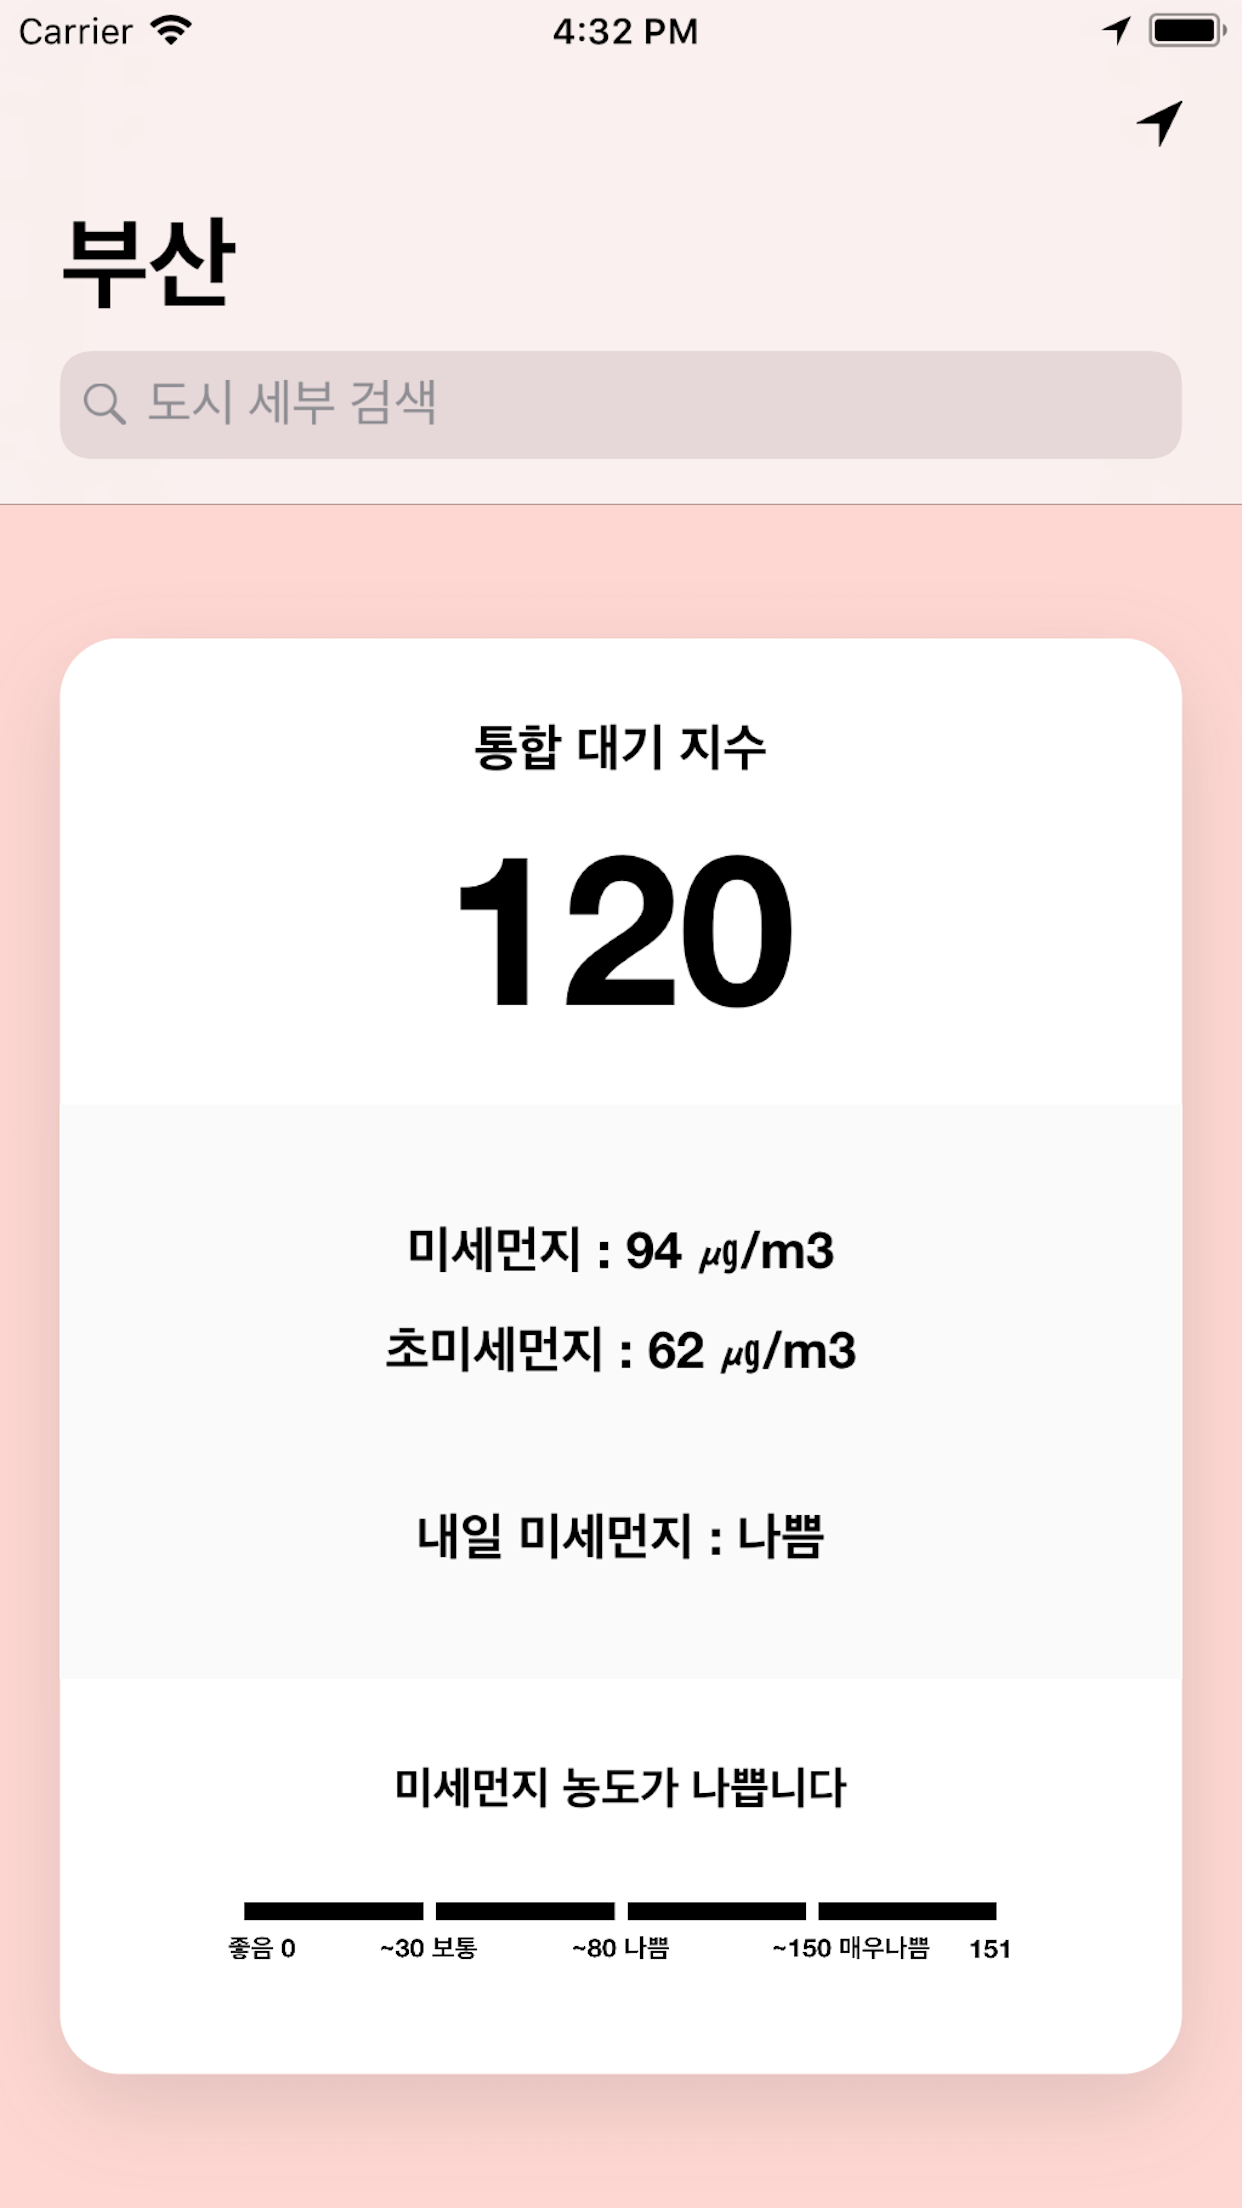 Carrier 4:32 PM
부산
도시 세부 검색
통합 대기 지수
120
미세먼지 : 94 ㎍/m3
초미세먼지 : 62 ㎍/m3
내일 미세먼지 : 나쁨
미세먼지 농도가 나쁩니다
좋음 0 ~30 보통 ~80 나쁨 ~150 매우나쁨 151